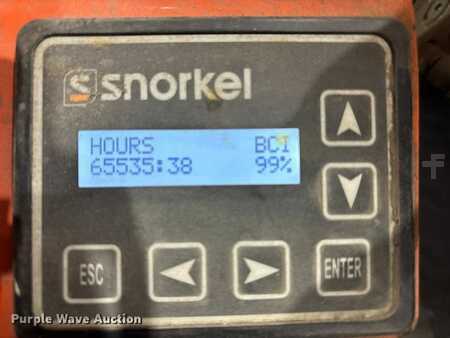 snorkel
HOURS BCI
65535:38 99%
ESC
ENTER
Purple Wave Auction